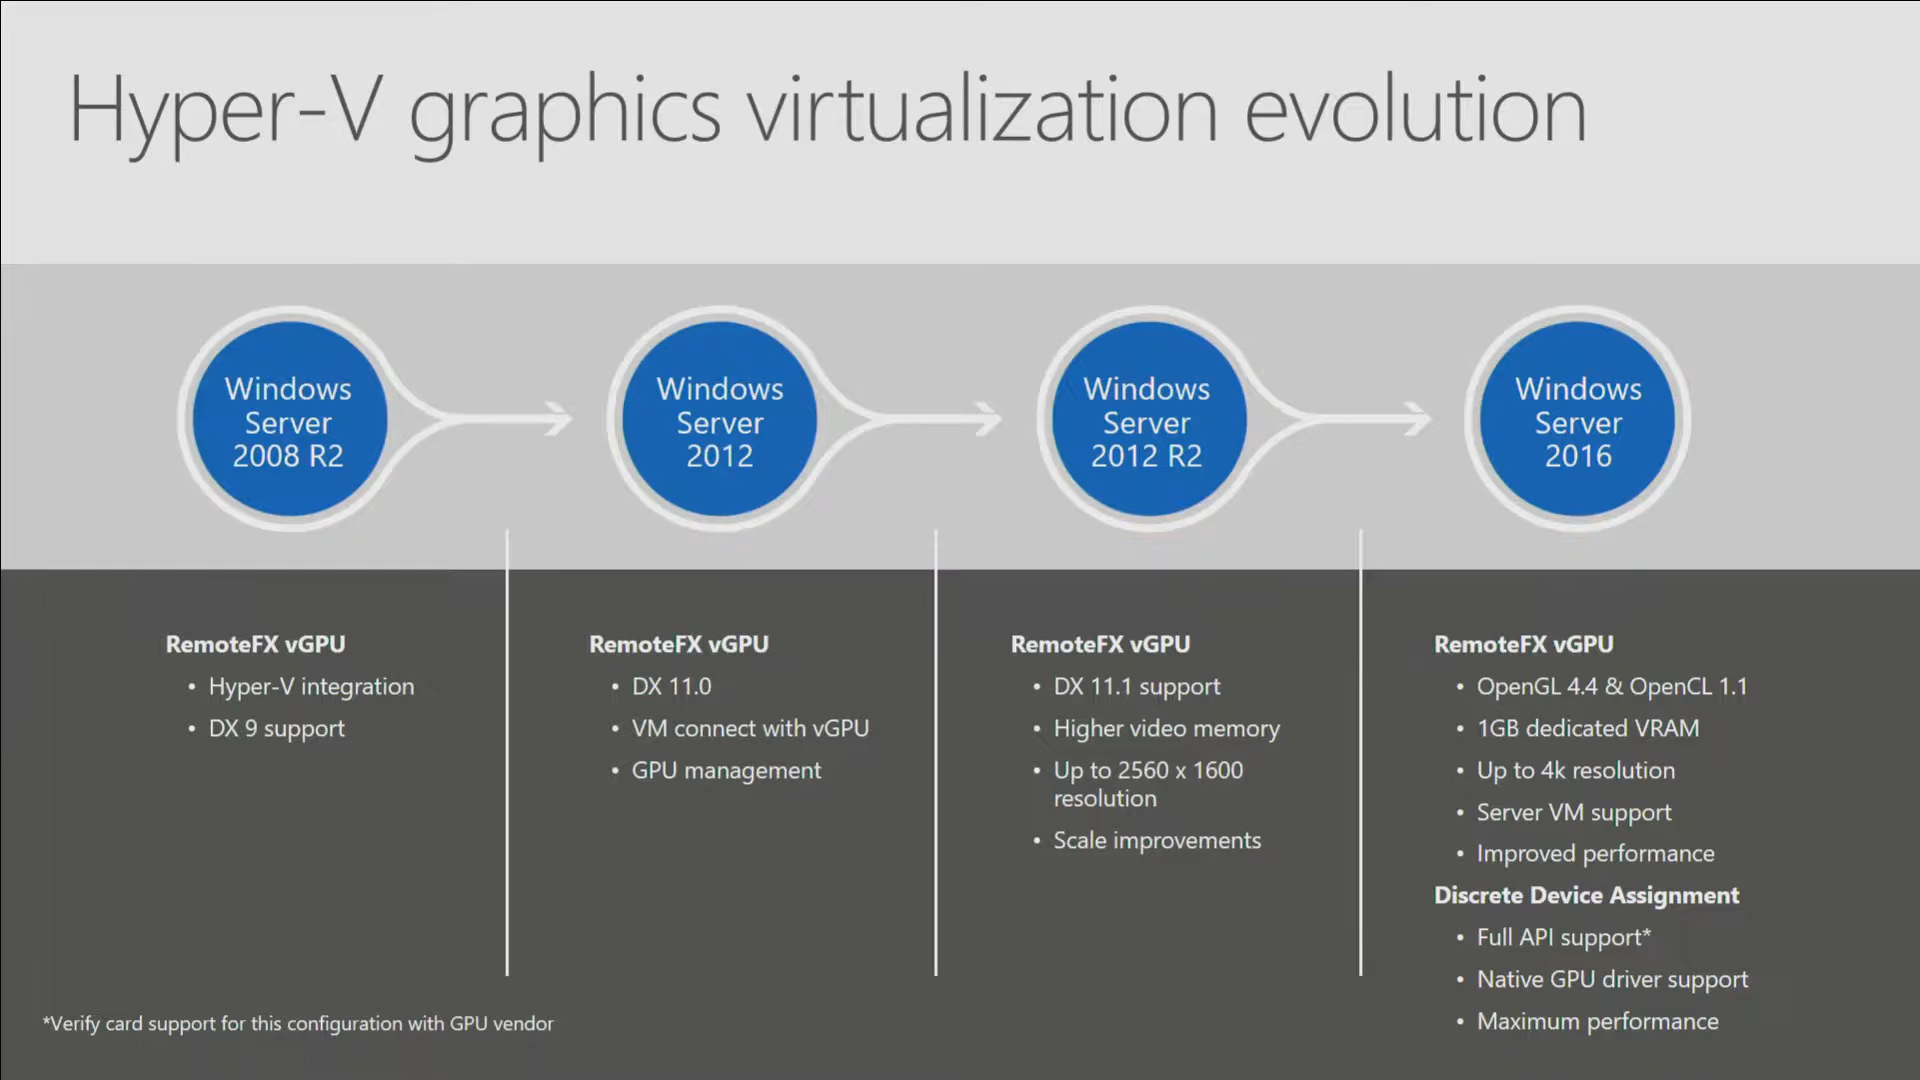 Hyper-V graphics virtualization evolution
Windows
Server
2008 R2
Windows
Server
2012
Windows
Server
2012 R2
Windows
Server
2016
RemoteFX vGPU
• Hyper-V integration
• DX 9 support
RemoteFX vGPU
• DX 11.0
• VM connect with vGPU
• GPU management
RemoteFX vGPU
• DX 11.1 support
• Higher video memory
• Up to 2560 x 1600
resolution
• Scale improvements
RemoteFX vGPU
• OpenGL 4.4 & OpenCL 1.1
• 1GB dedicated VRAM
• Up to 4k resolution
• Server VM support
• Improved performance
Discrete Device Assignment
• Full API support*
• Native GPU driver support
• Maximum performance
*Verify card support for this configuration with GPU vendor